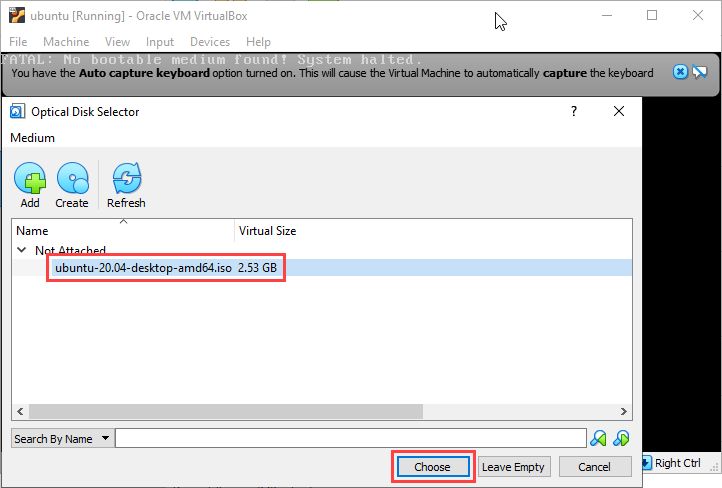 ubuntu [Running] - Oracle VM VirtualBox
File Machine View Input Devices Help
FATAL: No bootable medium found! System halted.
You have the Auto capture keyboard option turned on. This will cause the Virtual Machine to automatically capture the keyboard
Optical Disk Selector
?
Medium
Add Create Refresh
Name Virtual Size
Not Attached
ubuntu-20.04-desktop-amd64.iso 2.53 GB
Search By Name
Choose Leave Empty Cancel
Right Ctrl